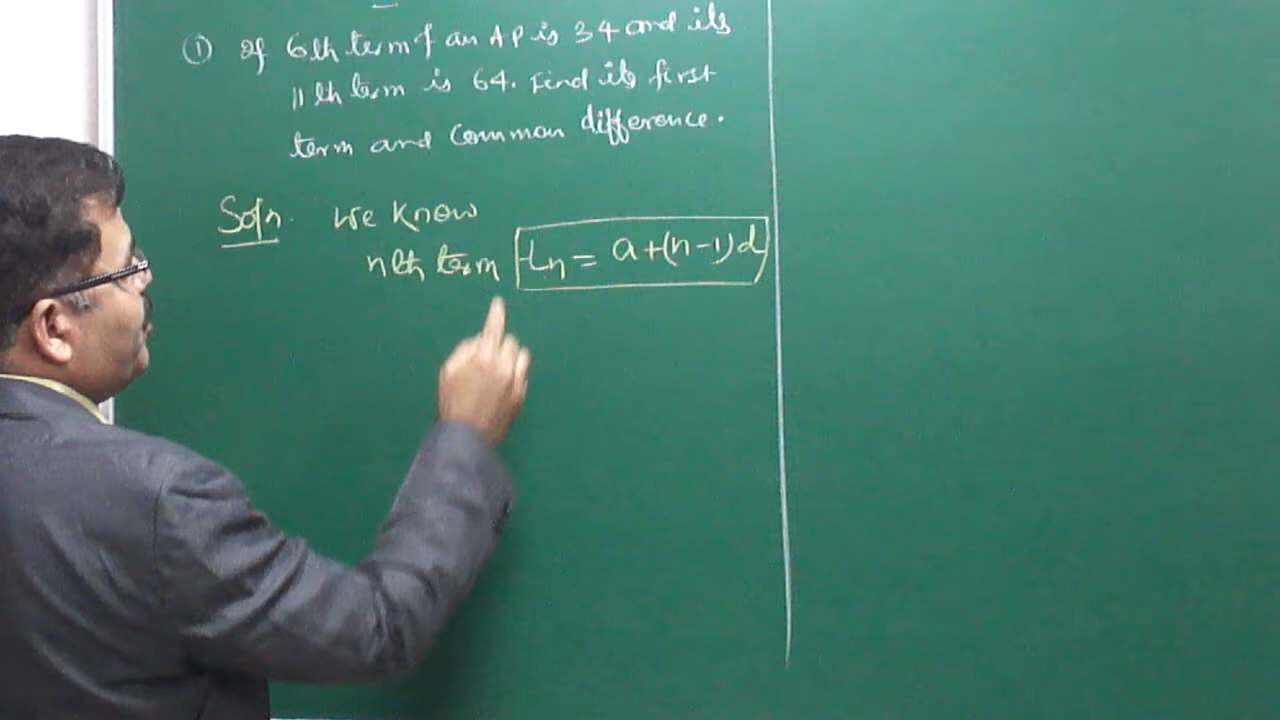 ① If 6th term of an AP is 34 and its
11th term is 64. Find its first
term and common difference.
Soln. We know
nth term tn = a+(n-1)d